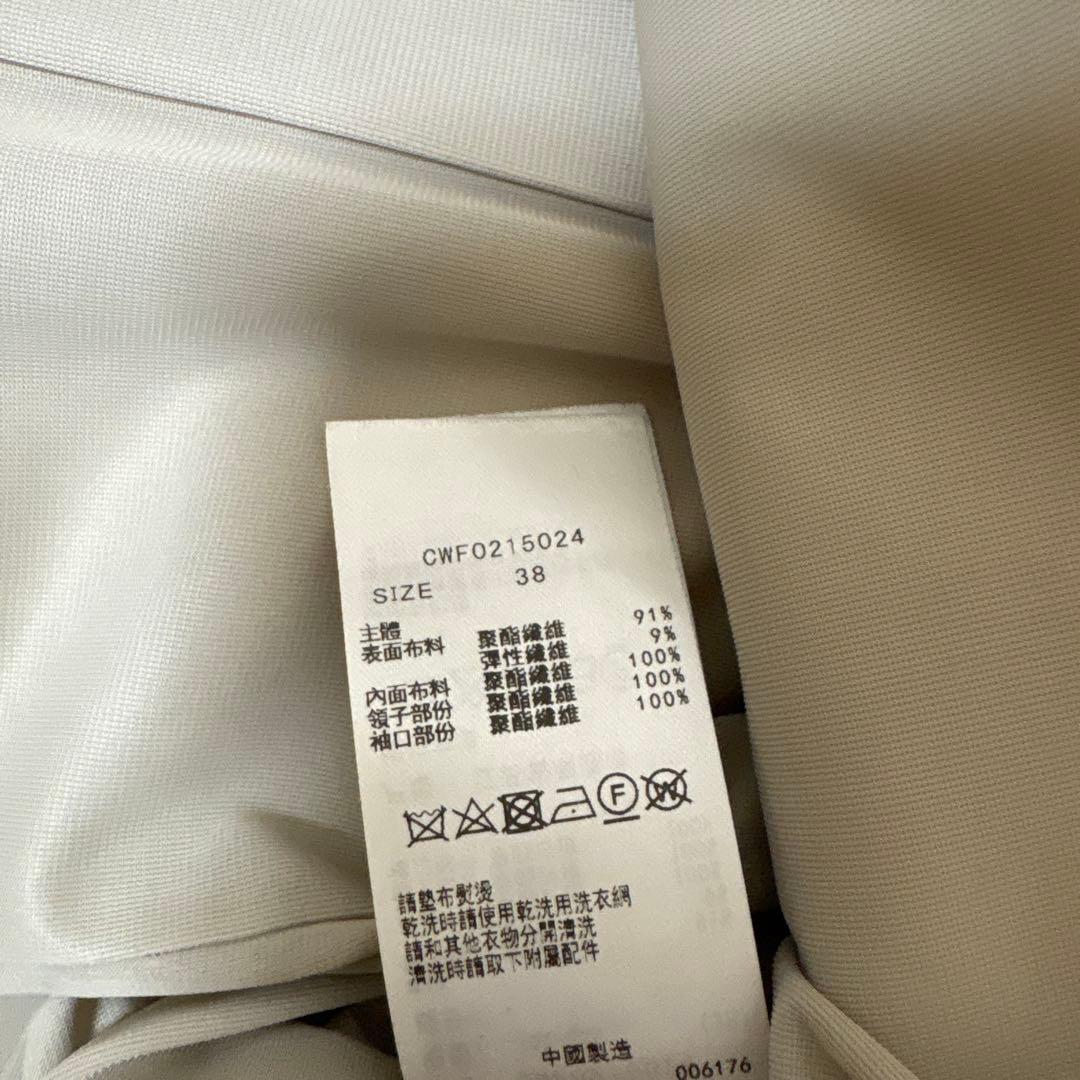 CWF0215024
SIZE 38
主體
表面布料 聚酯纖維 91%
彈性纖維 9%
內面布料 聚酯纖維 100%
領子部份 聚酯纖維 100%
袖口部份 聚酯纖維 100%
F W
請墊布熨燙
乾洗時請使用乾洗用洗衣網
請和其他衣物分開清洗
清洗時請取下附屬配件
中國製造
006176